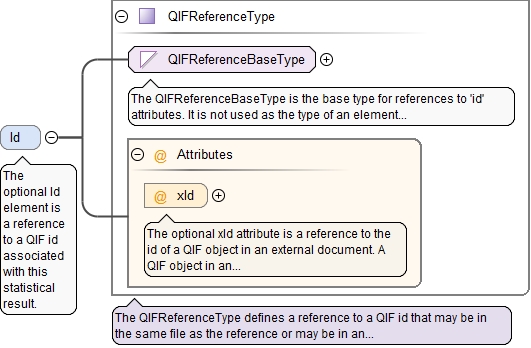 QIFReferenceType
QIFReferenceBaseType
The QIFReferenceBaseType is the base type for references to 'id'
attributes. It is not used as the type of an element...
Id
The
optional Id
element is
a reference
to a QIF id
associated
with this
statistical
result.
@ Attributes
@ xId
The optional xId attribute is a reference to the
id of a QIF object in an external document. A
QIF object in an...
The QIFReferenceType defines a reference to a QIF id that may be in
the same file as the reference or may be in an...